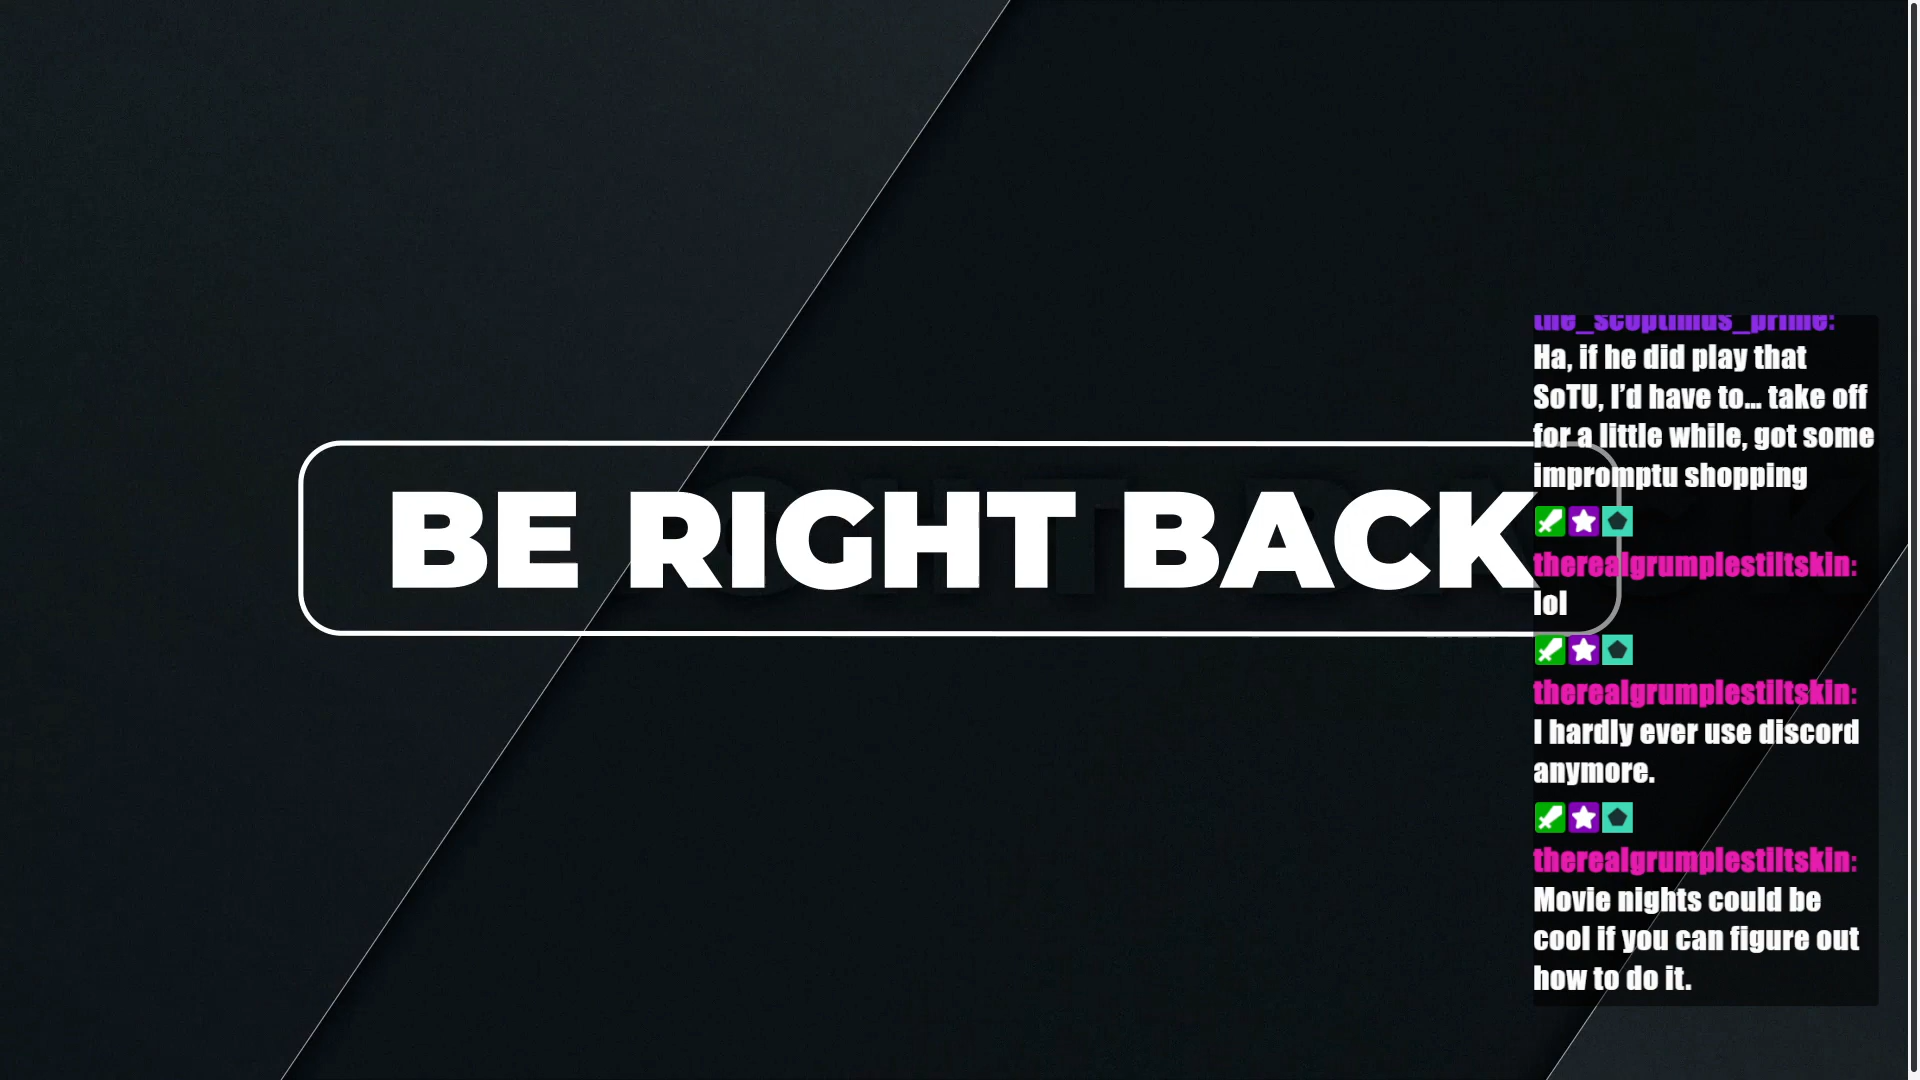 BE RIGHT BACK
the_scoptimus_prime:
Ha, if he did play that
SoTU, I'd have to... take off
for a little while, got some
impromptu shopping
therealgrumplestiltskin:
lol
therealgrumplestiltskin:
I hardly ever use discord
anymore.
therealgrumplestiltskin:
Movie nights could be
cool if you can figure out
how to do it.